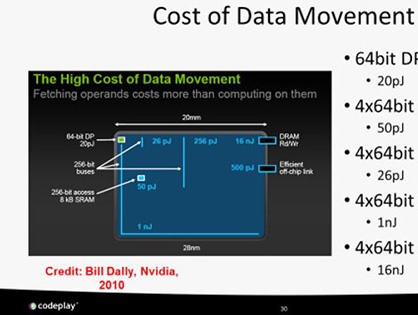 Cost of Data Movement
The High Cost of Data Movement
Fetching operands costs more than computing on them
20mm
64-bit DP
20pJ
26 pJ
256 pJ
16 nJ
DRAM
Rd/Wr
256-bit
buses
500 pJ
Efficient
off-chip link
256-bit access
8 kB SRAM
50 pJ
1 nJ
28nm
Credit: Bill Dally, Nvidia,
2010
• 64bit DP
• 20pJ
• 4x64bit
• 50pJ
• 4x64bit
• 26pJ
• 4x64bit
• 1nJ
• 4x64bit
• 16nJ
codeplay
30